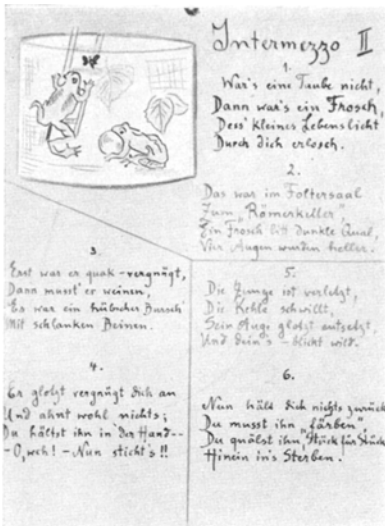 Intermezzo II
1.
War's eine Taube nicht,
Dann war's ein Frosch,
Dess' kleines Lebenslicht
Durch dich erlosch.
2.
Das war im Foltersaal
Zum „Römerkeller“,
Ein Frosch litt dunkle Qual,
Vier Augen wurden heller.
3.
Erst war er quak-vergnügt,
Dann musst' er weinen,
Es war ein hübscher Bursch'
Mit schlanken Beinen.
4.
Er glotzt vergnügt dich an
Und ahnt wohl nichts;
Du hältst ihn in der Hand--
-O, weh! - Nun sticht's!!
5.
Die Zunge ist verletzt,
Die Kehle schwillt,
Sein Auge glotzt entsetzt,
Und dein's - blickt wild.
6.
Nun hält dich nichts zurück
Du musst ihn „färben“,
Du quälst ihn, Stück für Stück
Hinein in's Sterben.